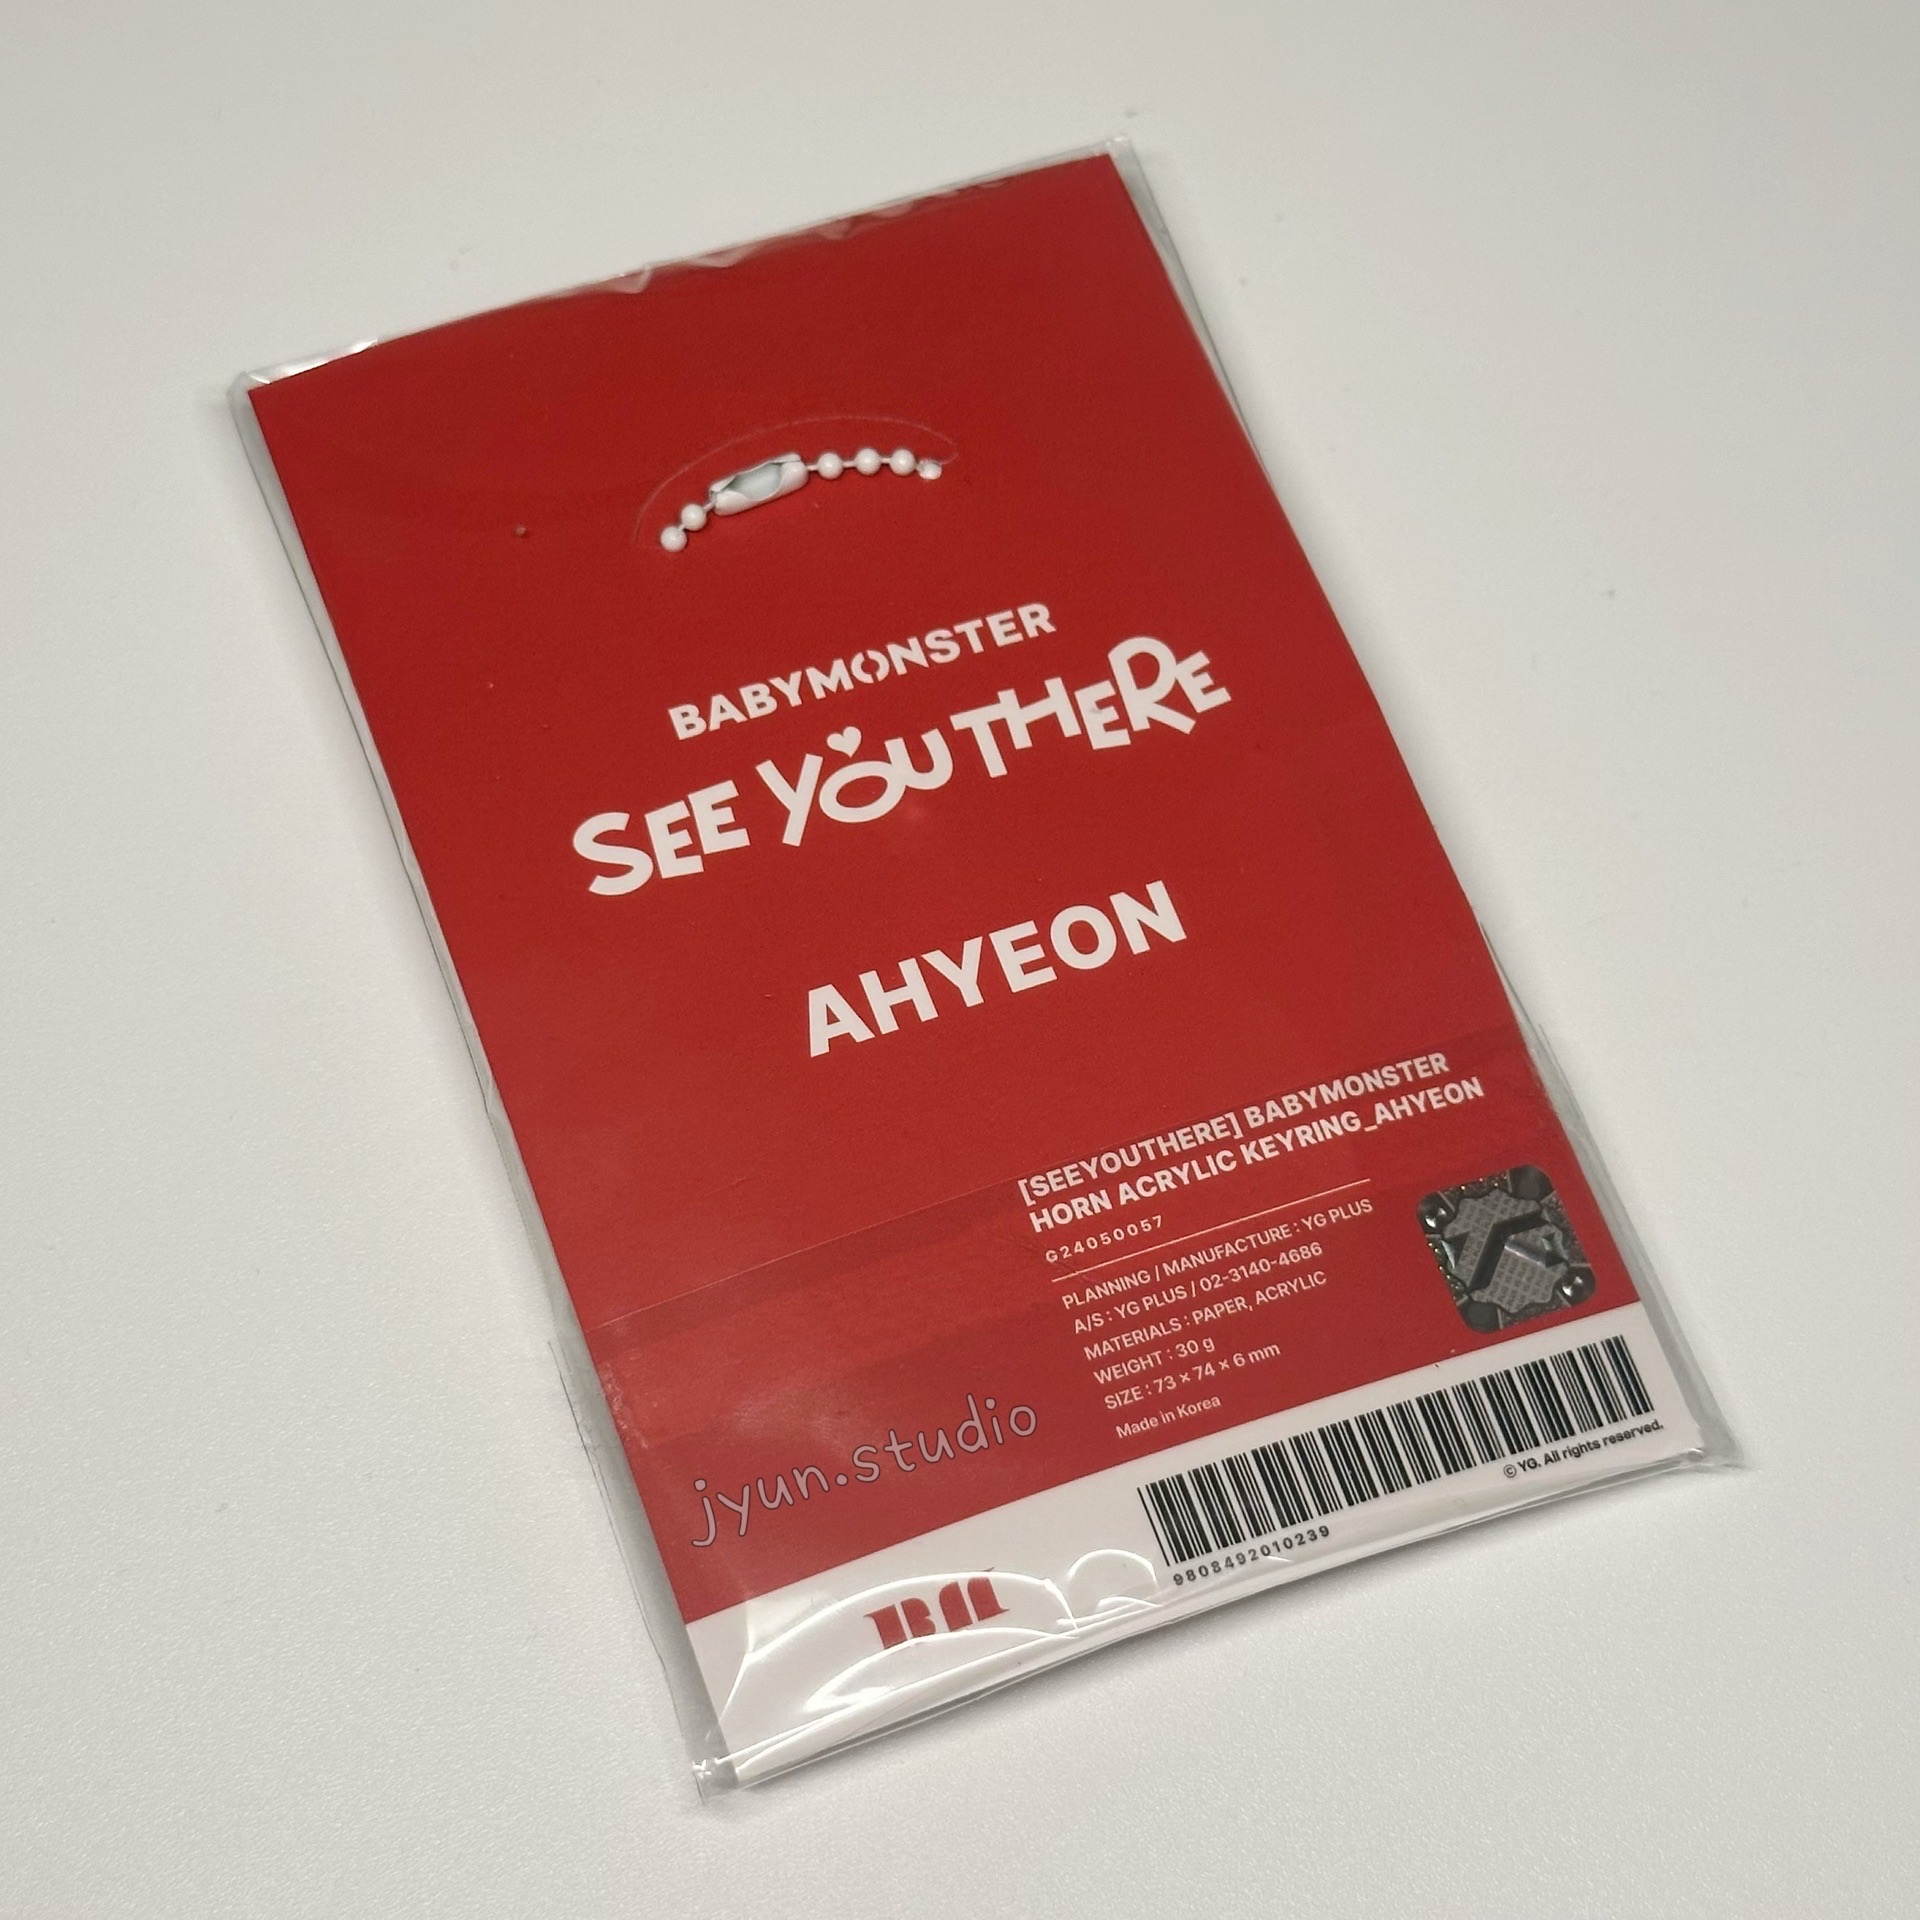 BABYMONSTER
SEE YOU THERE
AHYEON
[SEEYOUTHERE] BABYMONSTER
HORN ACRYLIC KEYRING_AHYEON
G24050057
PLANNING / MANUFACTURE : YG PLUS
A/S : YG PLUS / 02-3140-4686
MATERIALS : PAPER, ACRYLIC
WEIGHT : 30 g
SIZE : 73 × 74 × 6 mm
Made in Korea
© YG. All rights reserved.
9808492010239
jyun.studio